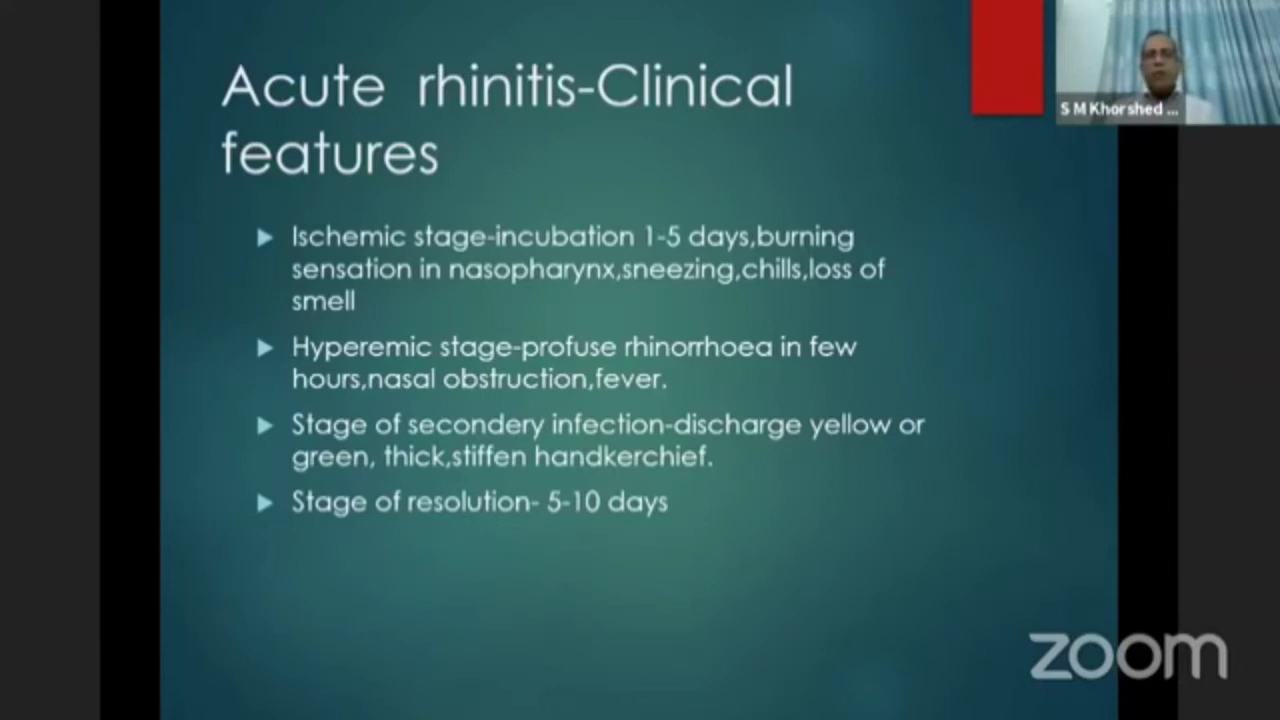 Acute rhinitis-Clinical
features
Ischemic stage-incubation 1-5 days,burning
sensation in nasopharynx,sneezing,chills,loss of
smell
Hyperemic stage-profuse rhinorrhoea in few
hours,nasal obstruction,fever.
Stage of secondery infection-discharge yellow or
green, thick,stiffen handkerchief.
Stage of resolution- 5-10 days
S M Khorshed ...
zoom